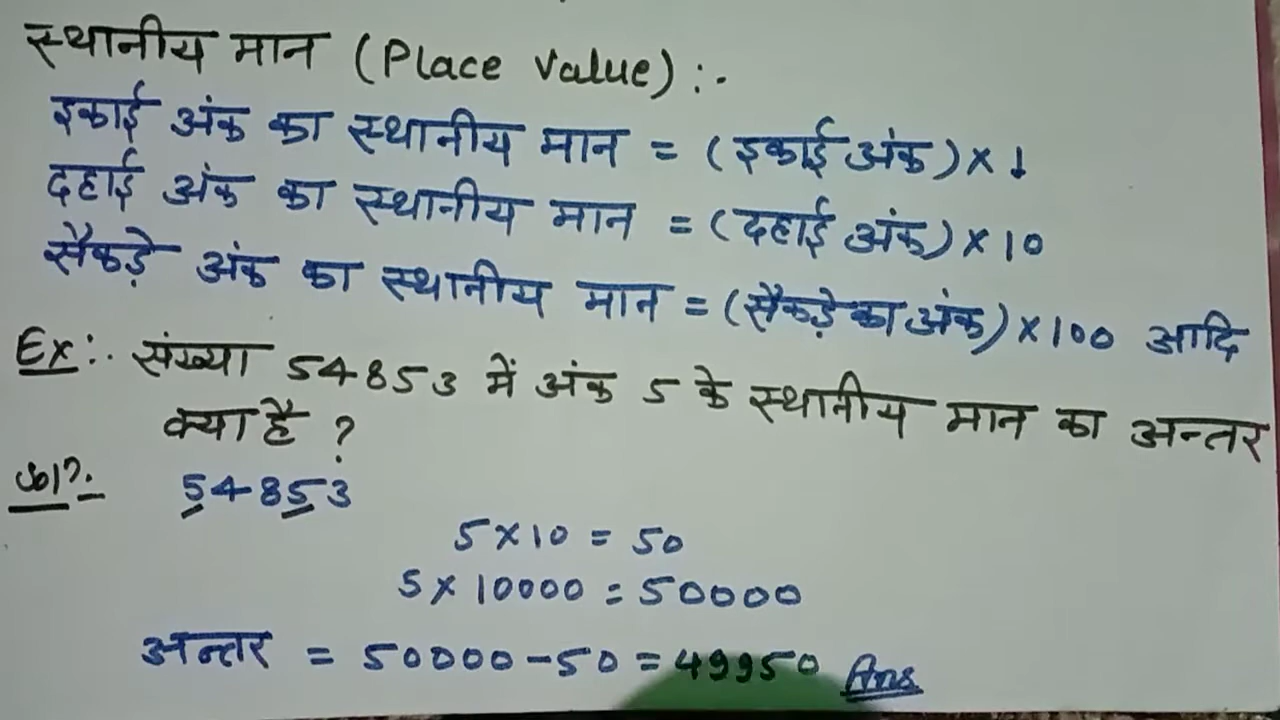 स्थानीय मान (Place Value) :-
इकाई अंक का स्थानीय मान = (इकाई अंक) × 1
दहाई अंक का स्थानीय मान = (दहाई अंक) × 10
सैकड़े अंक का स्थानीय मान = (सैकड़े का अंक) × 100 आदि
Ex:- संख्या 54853 में अंक 5 के स्थानीय मान का अन्तर
क्या है ?
Solⁿ:- 54853
5 × 10 = 50
5 × 10000 = 50000
अन्तर = 50000 - 50 = 49950 Ans